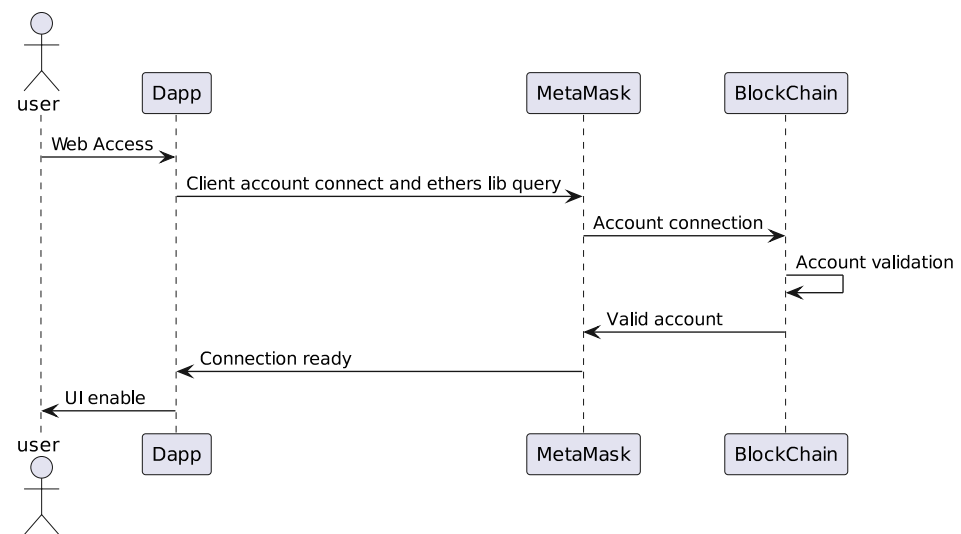 user
Dapp
MetaMask
BlockChain
Web Access
Client account connect and ethers lib query
Account connection
Account validation
Valid account
Connection ready
UI enable
user
Dapp
MetaMask
BlockChain